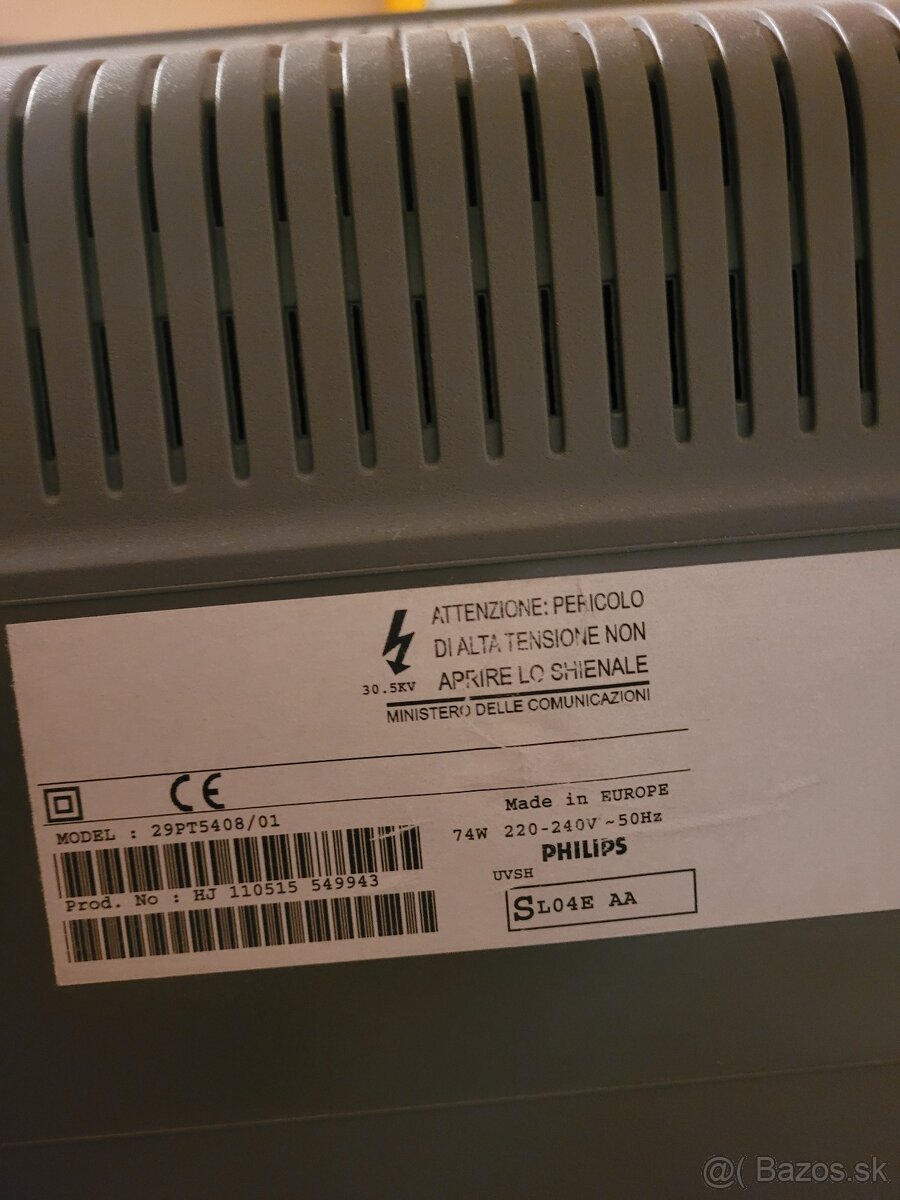 ATTENZIONE: PERICOLO
DI ALTA TENSIONE NON
APRIRE LO SHIENALE
30.5KV
MINISTERO DELLE COMUNICAZIONI
CE
MODEL : 29PT5408/01
Prod. No : HJ 110515 549943
Made in EUROPE
74W 220-240V ~50Hz
PHILIPS
UVSH
SL04E AA
@( Bazos.sk